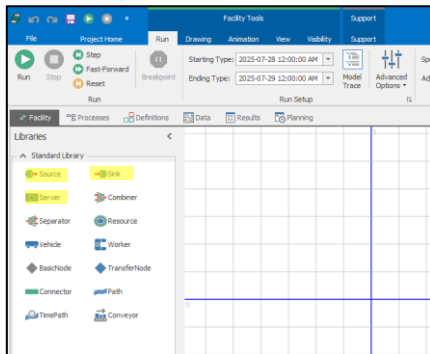 Facility Tools Support
File Project Home Run Drawing Animation View Visibility Support
Run
Stop
Step
Fast-Forward
Reset
Breakpoint
Starting Type: 2025-07-28 12:00:00 AM
Ending Type: 2025-07-29 12:00:00 AM
Model
Trace
Advanced
Options
Run Run Setup
Facility Processes Definitions Data Results Planning
Libraries
Standard Library
Source Sink
Server Combiner
Separator Resource
Vehicle Worker
BasicNode TransferNode
Connector Path
TimePath Conveyor